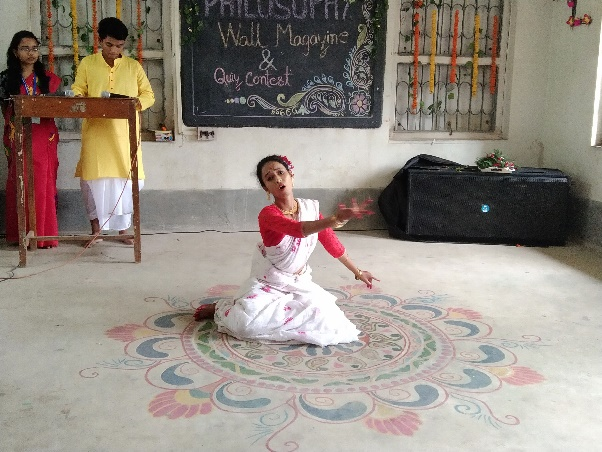 PHILOSOPHY
Wall Magazine
&
Quiz Contest